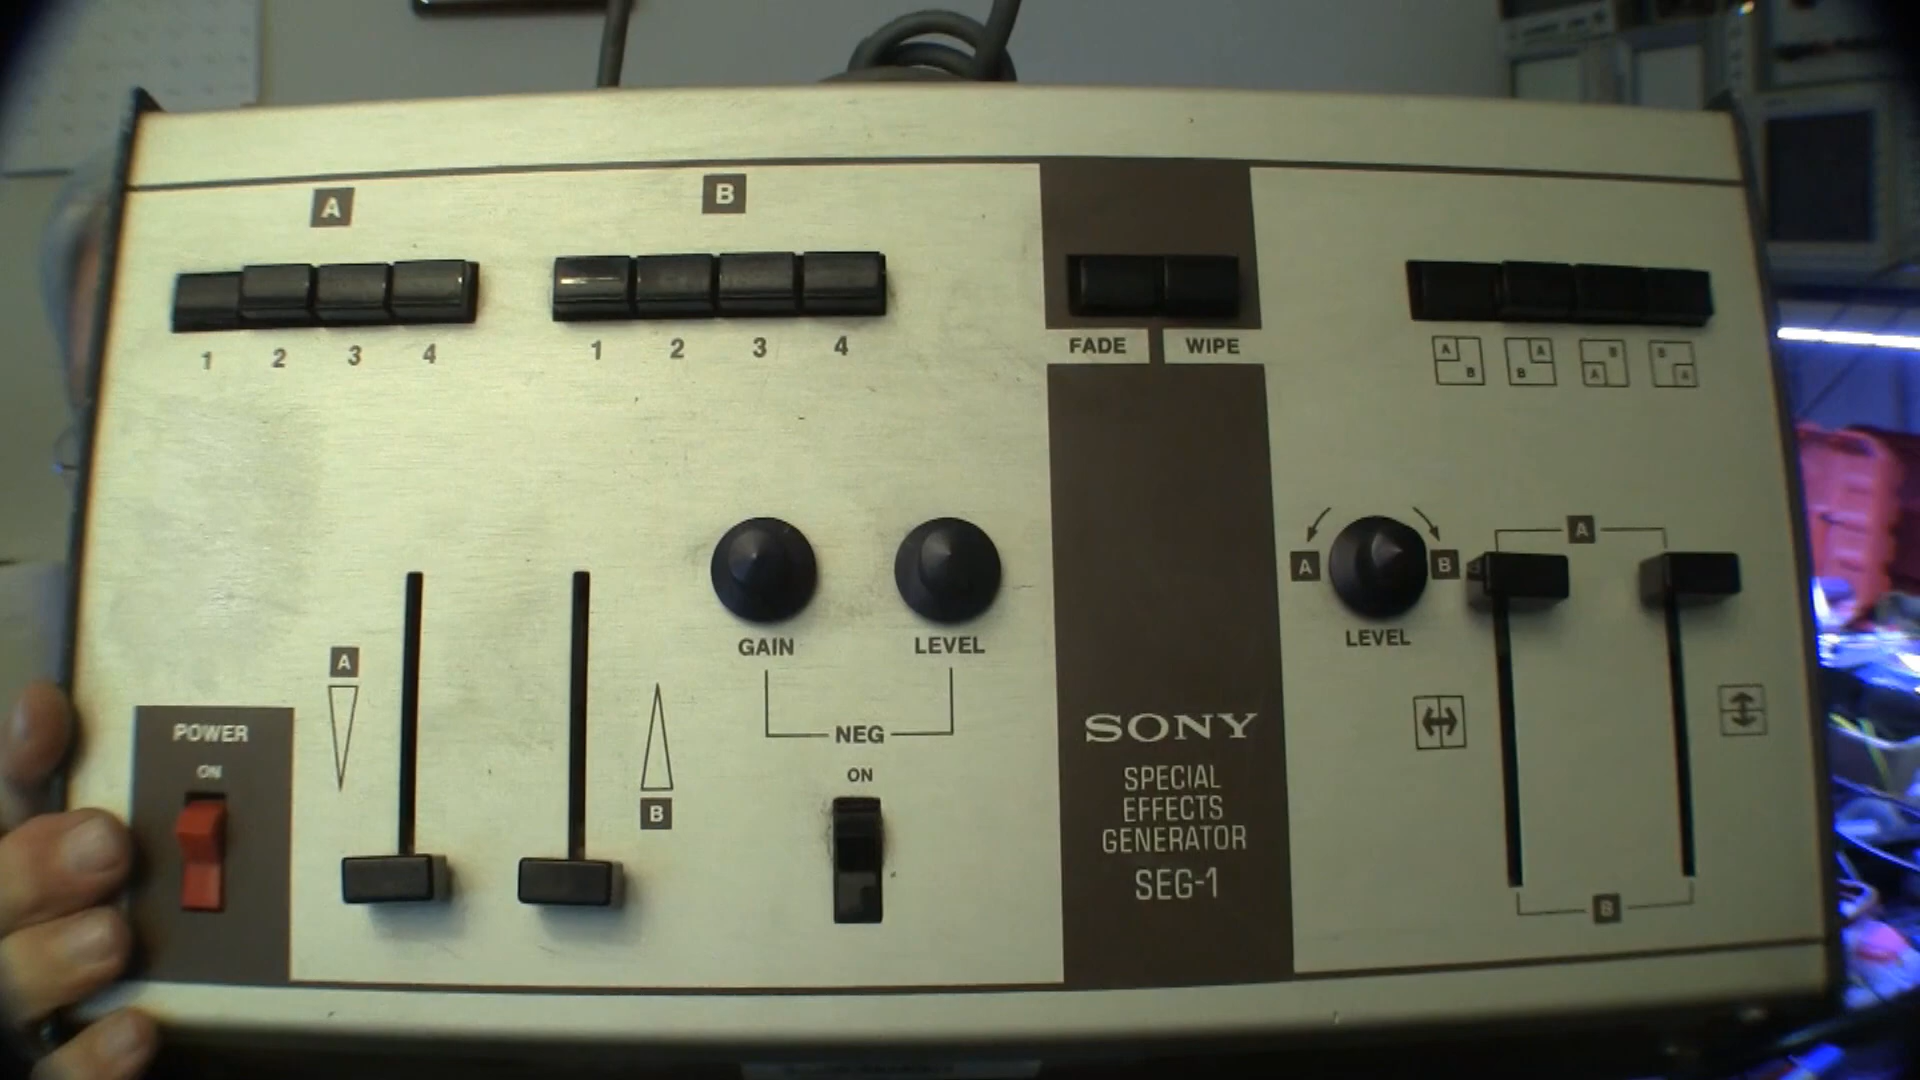 A
B
1 2 3 4
1 2 3 4
FADE WIPE
A B
A B
B A
B A
A B
A
LEVEL
GAIN LEVEL
NEG
ON
A
B
POWER
ON
SONY
SPECIAL
EFFECTS
GENERATOR
SEG-1
B